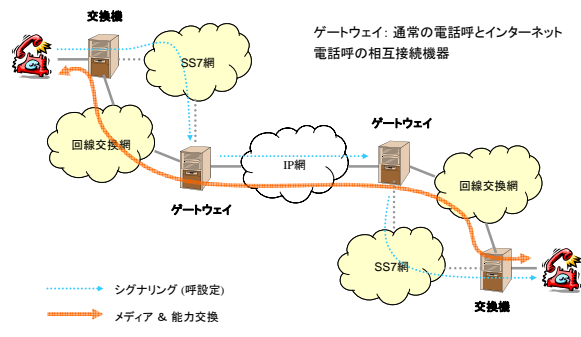 交換機
ゲートウェイ: 通常の電話呼とインターネット
電話呼の相互接続機器
SS7網
ゲートウェイ
回線交換網
IP網
回線交換網
ゲートウェイ
SS7網
シグナリング (呼設定)
交換機
メディア & 能力交換